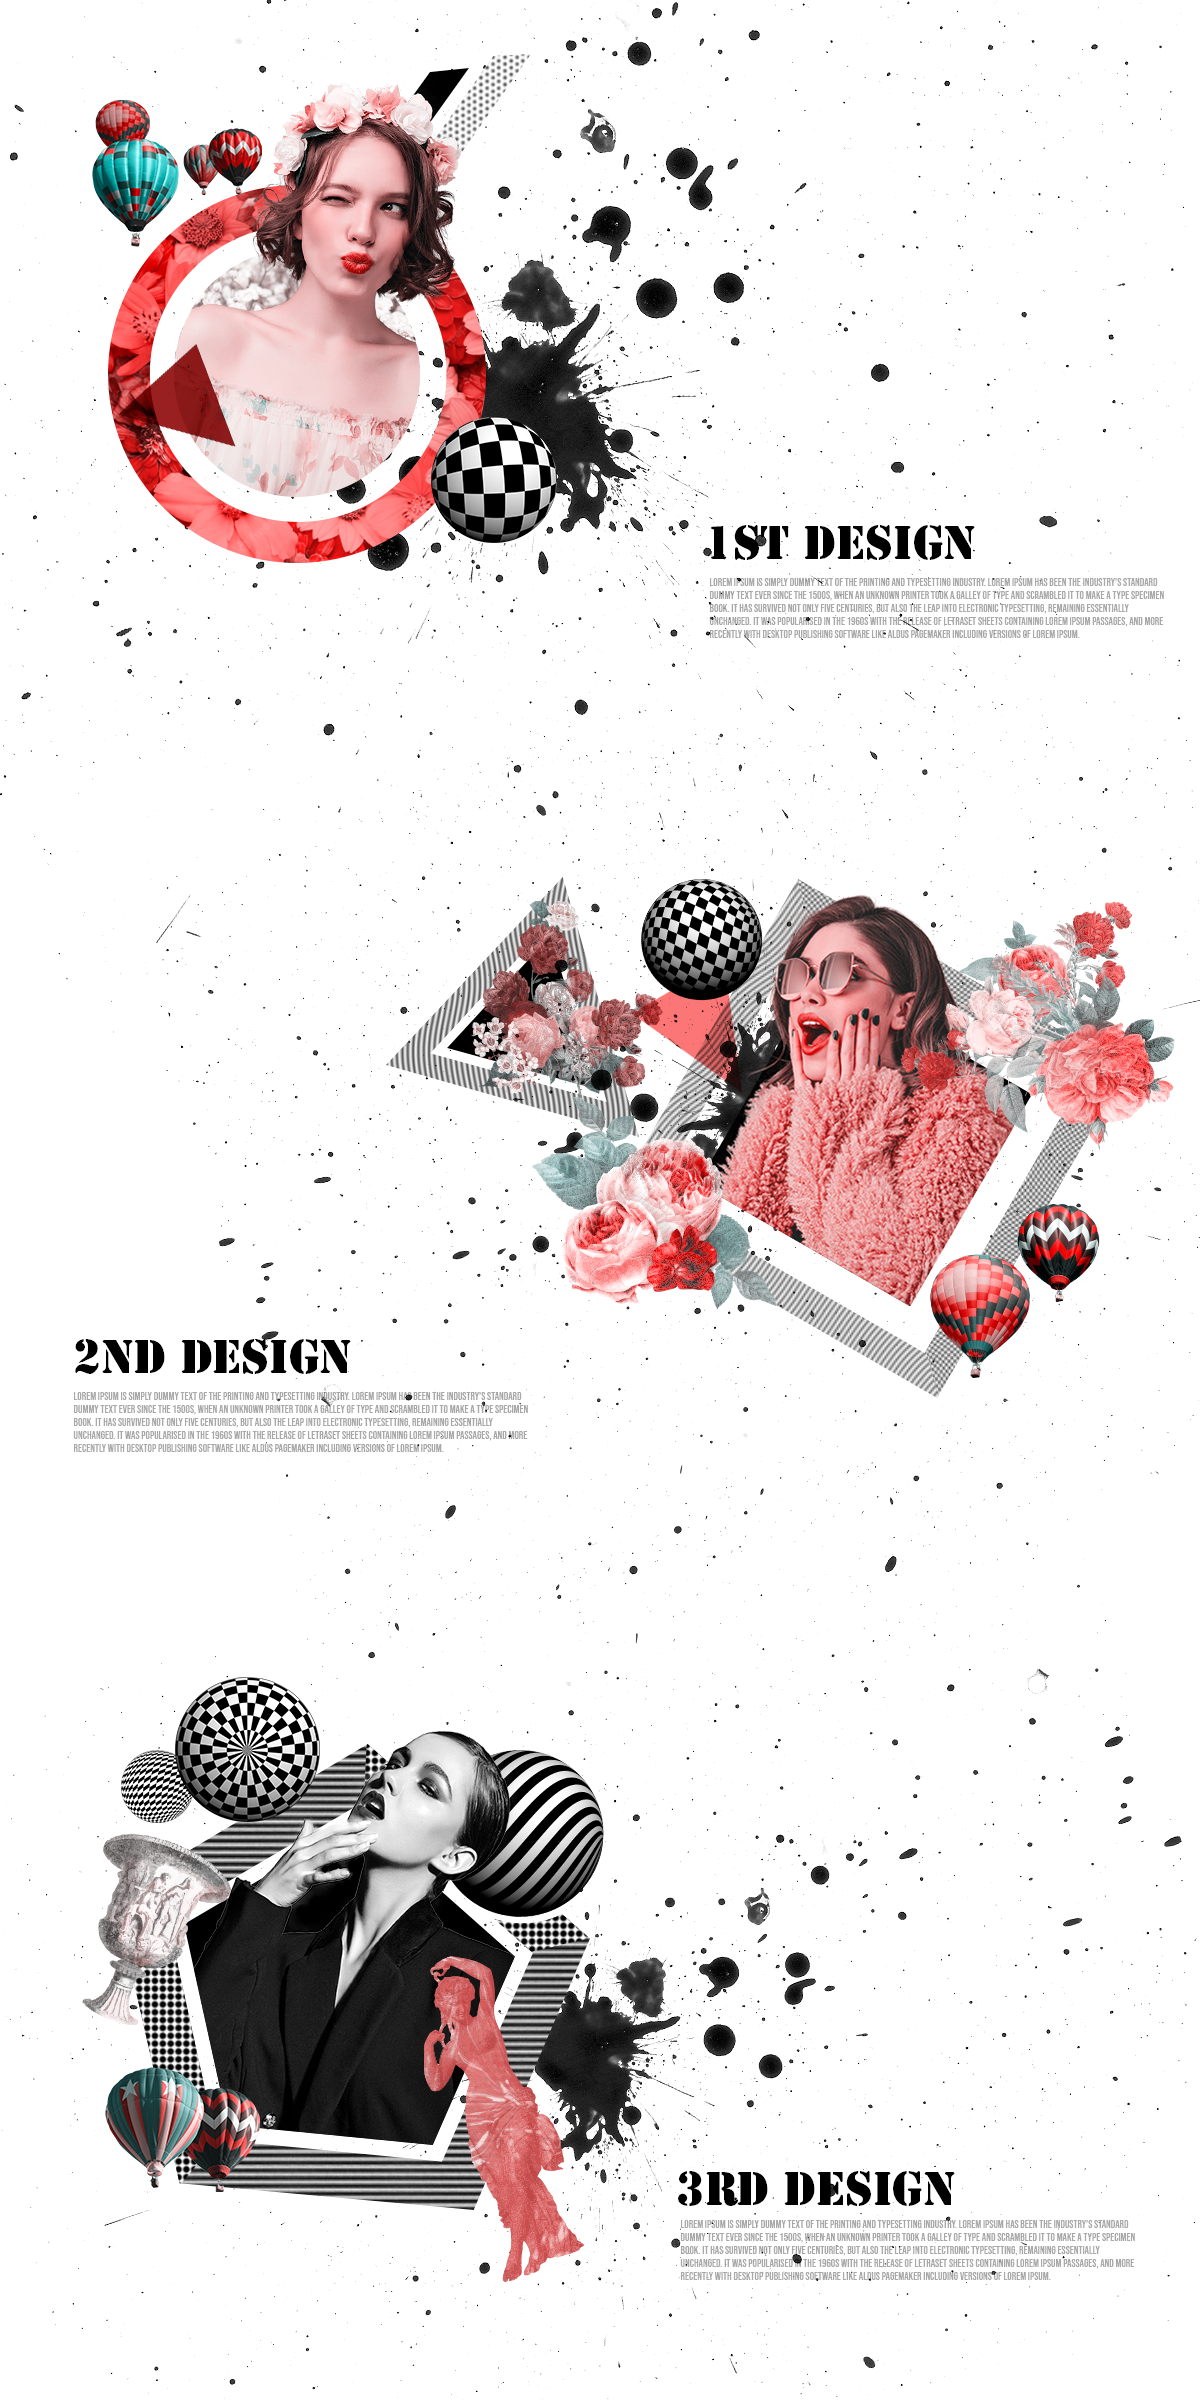 1ST DESIGN
LOREM IPSUM IS SIMPLY DUMMY TEXT OF THE PRINTING AND TYPESETTING INDUSTRY. LOREM IPSUM HAS BEEN THE INDUSTRY'S STANDARD
DUMMY TEXT EVER SINCE THE 1500S, WHEN AN UNKNOWN PRINTER TOOK A GALLEY OF TYPE AND SCRAMBLED IT TO MAKE A TYPE SPECIMEN
BOOK. IT HAS SURVIVED NOT ONLY FIVE CENTURIES, BUT ALSO THE LEAP INTO ELECTRONIC TYPESETTING, REMAINING ESSENTIALLY
UNCHANGED. IT WAS POPULARISED IN THE 1960S WITH THE RELEASE OF LETRASET SHEETS CONTAINING LOREM IPSUM PASSAGES, AND MORE
RECENTLY WITH DESKTOP PUBLISHING SOFTWARE LIKE ALDUS PAGEMAKER INCLUDING VERSIONS OF LOREM IPSUM.
2ND DESIGN
LOREM IPSUM IS SIMPLY DUMMY TEXT OF THE PRINTING AND TYPESETTING INDUSTRY. LOREM IPSUM HAS BEEN THE INDUSTRY'S STANDARD
DUMMY TEXT EVER SINCE THE 1500S, WHEN AN UNKNOWN PRINTER TOOK A GALLEY OF TYPE AND SCRAMBLED IT TO MAKE A TYPE SPECIMEN
BOOK. IT HAS SURVIVED NOT ONLY FIVE CENTURIES, BUT ALSO THE LEAP INTO ELECTRONIC TYPESETTING, REMAINING ESSENTIALLY
UNCHANGED. IT WAS POPULARISED IN THE 1960S WITH THE RELEASE OF LETRASET SHEETS CONTAINING LOREM IPSUM PASSAGES, AND MORE
RECENTLY WITH DESKTOP PUBLISHING SOFTWARE LIKE ALDUS PAGEMAKER INCLUDING VERSIONS OF LOREM IPSUM.
3RD DESIGN
LOREM IPSUM IS SIMPLY DUMMY TEXT OF THE PRINTING AND TYPESETTING INDUSTRY. LOREM IPSUM HAS BEEN THE INDUSTRY'S STANDARD
DUMMY TEXT EVER SINCE THE 1500S, WHEN AN UNKNOWN PRINTER TOOK A GALLEY OF TYPE AND SCRAMBLED IT TO MAKE A TYPE SPECIMEN
BOOK. IT HAS SURVIVED NOT ONLY FIVE CENTURIES, BUT ALSO THE LEAP INTO ELECTRONIC TYPESETTING, REMAINING ESSENTIALLY
UNCHANGED. IT WAS POPULARISED IN THE 1960S WITH THE RELEASE OF LETRASET SHEETS CONTAINING LOREM IPSUM PASSAGES, AND MORE
RECENTLY WITH DESKTOP PUBLISHING SOFTWARE LIKE ALDUS PAGEMAKER INCLUDING VERSIONS OF LOREM IPSUM.